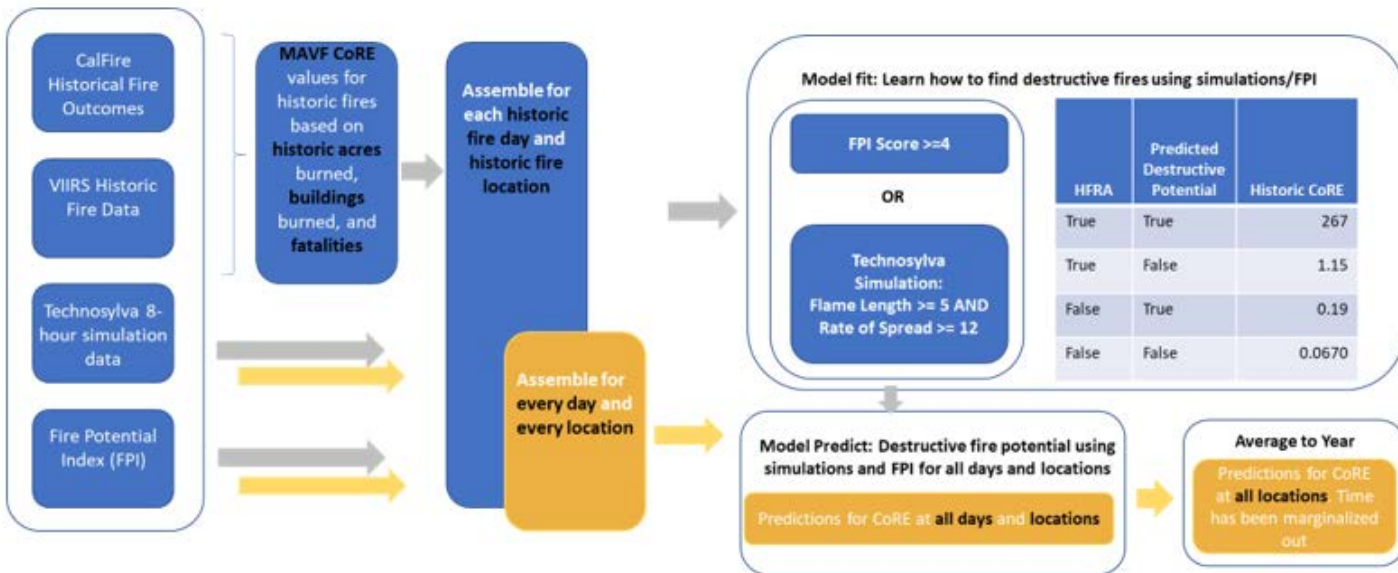 CalFire
Historical Fire
Outcomes
VIIRS Historic
Fire Data
Technosylva 8-
hour simulation
data
Fire Potential
Index (FPI)
MAVF CoRE
values for
historic fires
based on
historic acres
burned,
buildings
burned, and
fatalities
Assemble for
each historic
fire day and
historic fire
location
Assemble for
every day and
every location
Model fit: Learn how to find destructive fires using simulations/FPI
FPI Score >=4
OR
Technosylva
Simulation:
Flame Length >= 5 AND
Rate of Spread >= 12
HFRA Predicted Destructive Potential Historic CoRE
True True 267
True False 1.15
False True 0.19
False False 0.0670
Model Predict: Destructive fire potential using
simulations and FPI for all days and locations
Predictions for CoRE at all days and locations
Average to Year
Predictions for CoRE
at all locations. Time
has been marginalized
out